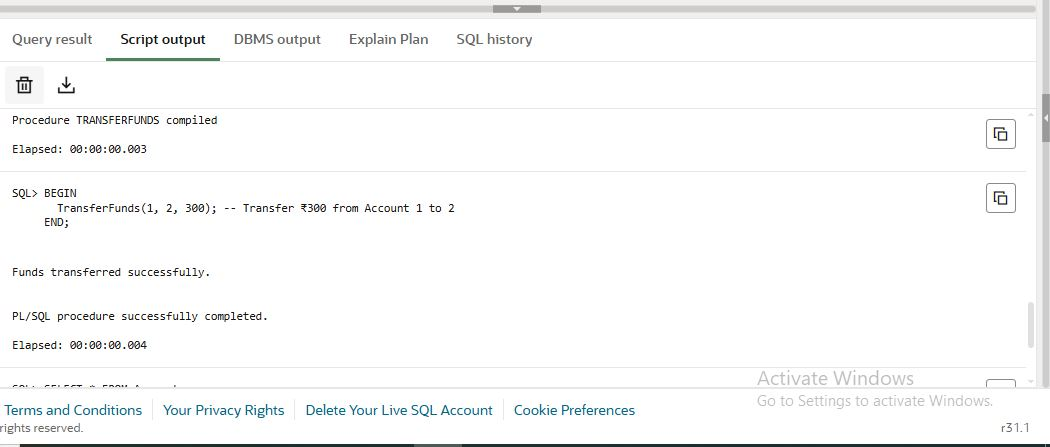 Query result Script output DBMS output Explain Plan SQL history
Procedure TRANSFERFUNDS compiled
Elapsed: 00:00:00.003
SQL> BEGIN
TransferFunds(1, 2, 300); -- Transfer ₹300 from Account 1 to 2
END;
Funds transferred successfully.
PL/SQL procedure successfully completed.
Elapsed: 00:00:00.004
Activate Windows
Go to Settings to activate Windows.
Terms and Conditions Your Privacy Rights Delete Your Live SQL Account Cookie Preferences
rights reserved.
r31.1